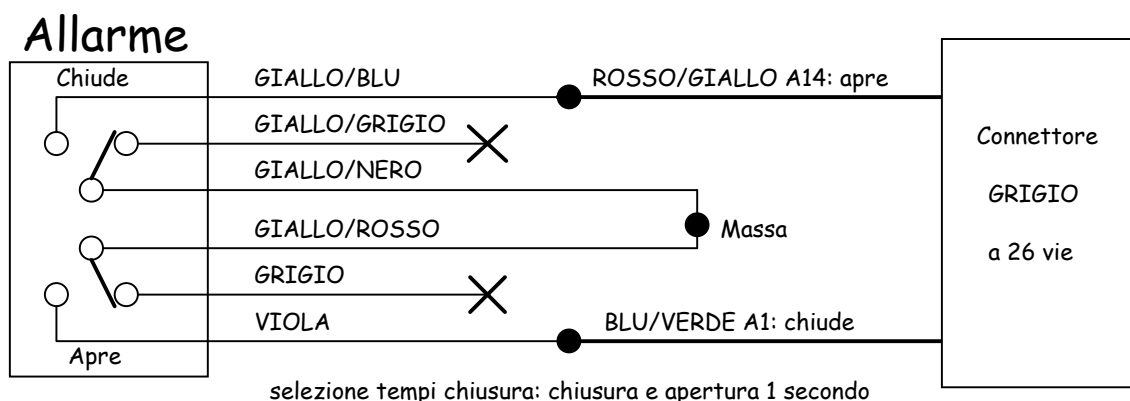 Allarme
Chiude
GIALLO/BLU
ROSSO/GIALLO A14: apre
GIALLO/GRIGIO
GIALLO/NERO
Connettore
GRIGIO
a 26 vie
GIALLO/ROSSO
Massa
GRIGIO
VIOLA
BLU/VERDE A1: chiude
Apre
selezione tempi chiusura: chiusura e apertura 1 secondo